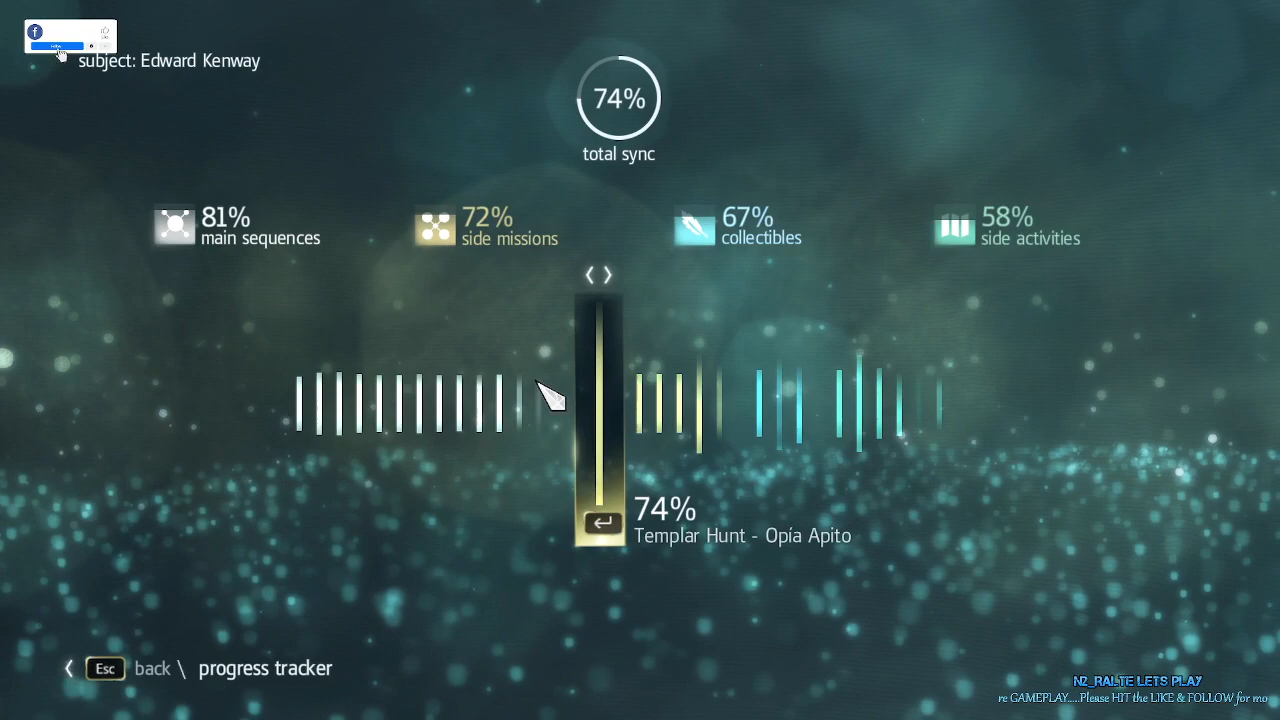 subject: Edward Kenway
74%
total sync
81%
main sequences
72%
side missions
67%
collectibles
58%
side activities
74%
Templar Hunt - Opía Apito
Esc back \ progress tracker
N2_RALTE LETS PLAY
re GAMEPLAY....Please HIT the LIKE & FOLLOW for mo